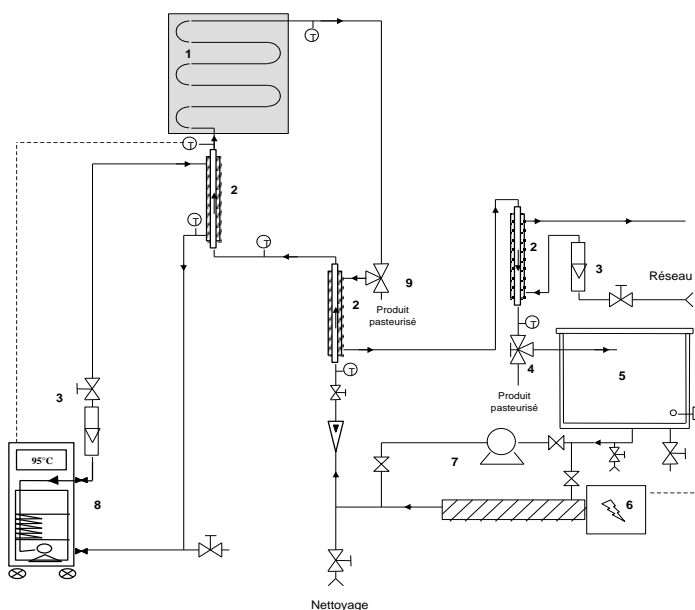 1
T
T
2
T
T
2
3
9
Réseau
Produit
pasteurisé
2
T
T
4
5
3
Produit
pasteurisé
95°C
7
6
8
Nettoyage